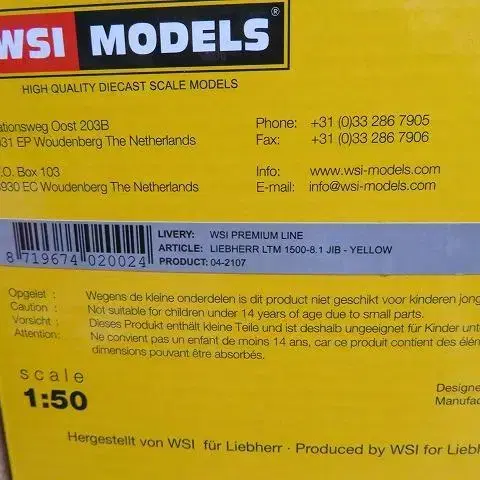 WSI MODELS®
HIGH QUALITY DIECAST SCALE MODELS
ationsweg Oost 203B
31 EP Woudenberg The Netherlands
.O. Box 103
930 EC Woudenberg The Netherlands
Phone: +31 (0)33 286 7905
Fax: +31 (0)33 286 7906
Info: www.wsi-models.com
E-mail: info@wsi-models.com
LIVERY: WSI PREMIUM LINE
ARTICLE: LIEBHERR LTM 1500-8.1 JIB - YELLOW
PRODUCT: 04-2107
8 719674 020024
Opgelet : Wegens de kleine onderdelen is dit product niet geschikt voor kinderen jong
Caution : Not suitable for children under 14 years of age due to small parts.
Vorsicht : Dieses Produkt enthält kleine Teile und ist deshalb ungeeignet für Kinder unt
Attention: Ne convient pas un enfant de moins 14 ans, car ce produit contient des élém
dimensions pouvant être absorbés.
scale
1:50
Designe
Manufac
Hergestellt von WSI für Liebherr · Produced by WSI for Liebh